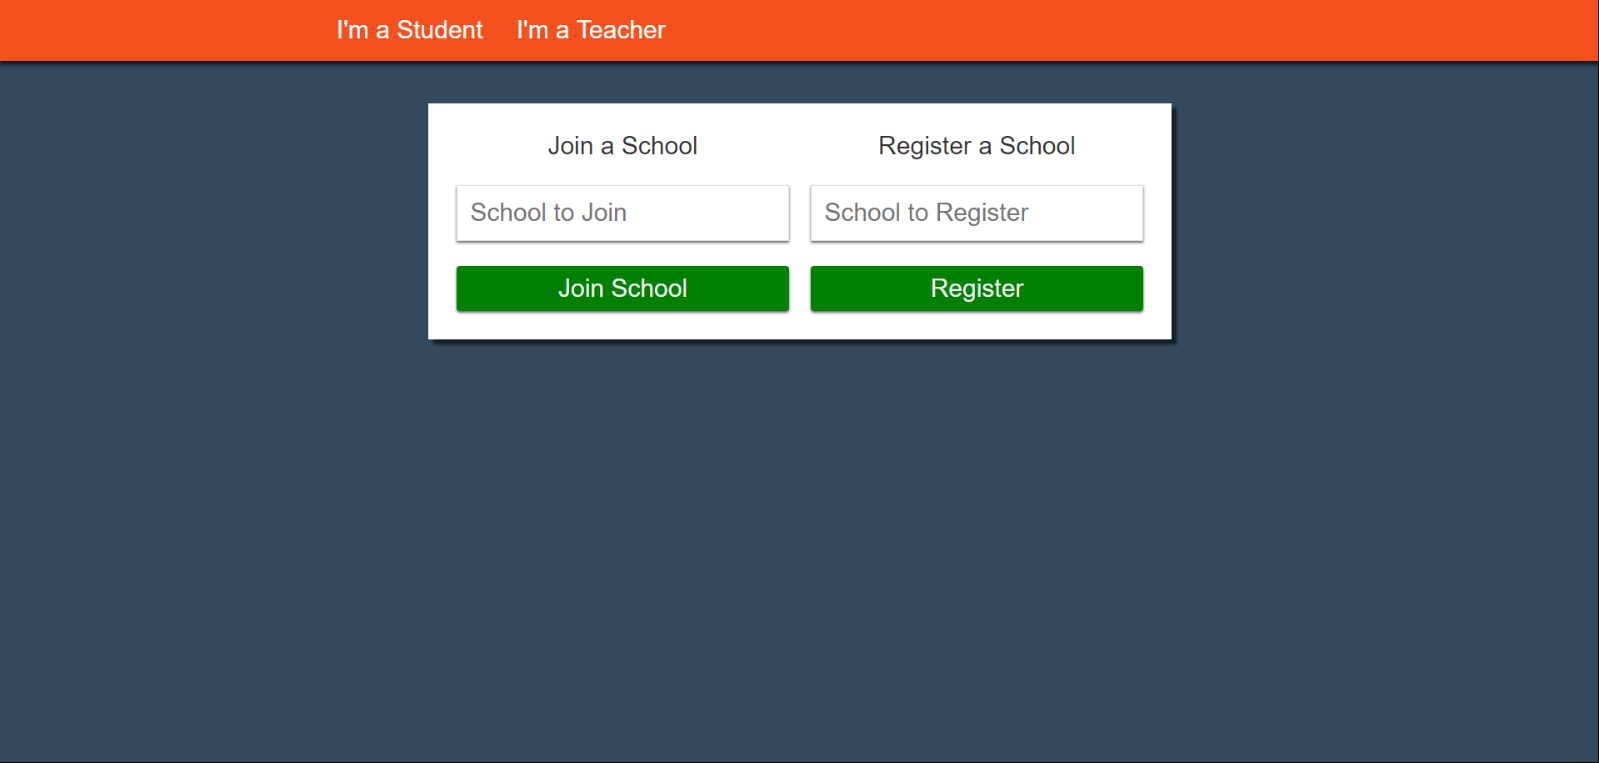 I'm a Student I'm a Teacher
Join a School
School to Join
Join School
Register a School
School to Register
Register